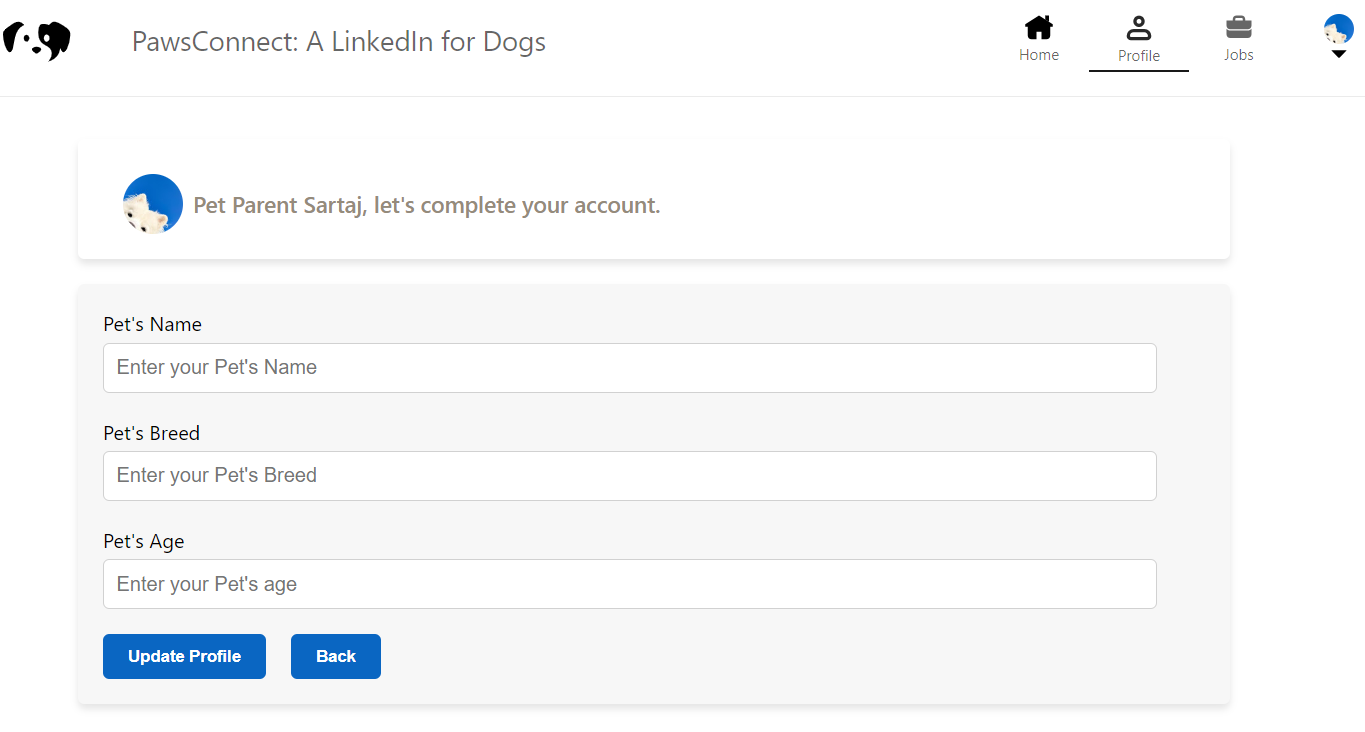 PawsConnect: A LinkedIn for Dogs
Home
Profile
Jobs
Pet Parent Sartaj, let's complete your account.
Pet's Name
Enter your Pet's Name
Pet's Breed
Enter your Pet's Breed
Pet's Age
Enter your Pet's age
Update Profile
Back